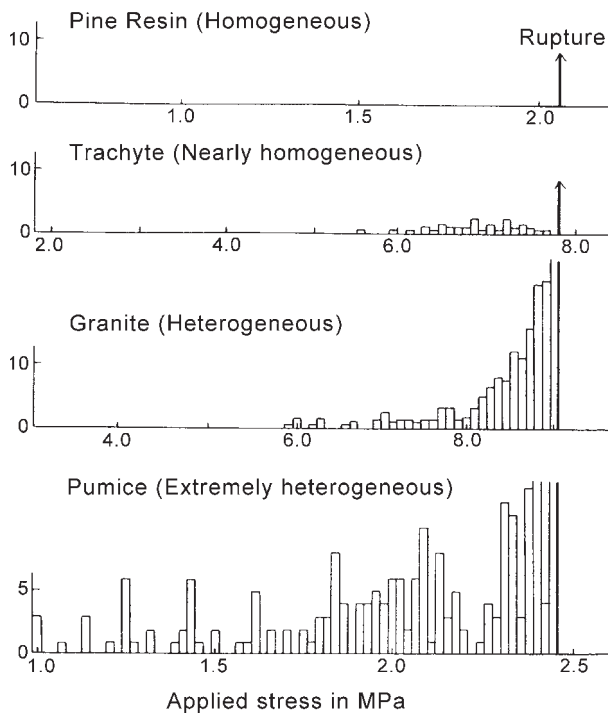 Pine Resin (Homogeneous)
10
Rupture
0
1.0 1.5 2.0
Trachyte (Nearly homogeneous)
10
0
2.0 4.0 6.0 8.0
Granite (Heterogeneous)
10
0
4.0 6.0 8.0
Pumice (Extremely heterogeneous)
5
0
1.0 1.5 2.0 2.5
Applied stress in MPa